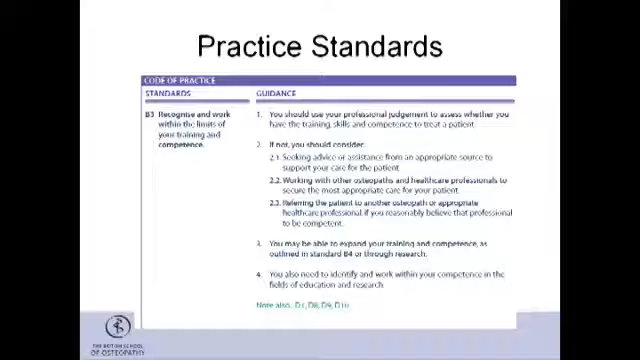 Practice Standards
CODE OF PRACTICE
STANDARDS
GUIDANCE
B3 Recognise and work
within the limits of
your training and
competence.
1. You should use your professional judgement to assess whether you
have the training, skills and competence to treat a patient.
2. If not, you should consider:
2.1. Seeking advice or assistance from an appropriate source to
support your care for the patient.
2.2. Working with other osteopaths and healthcare professionals to
secure the most appropriate care for your patient.
2.3. Referring the patient to another osteopath or appropriate
healthcare professional, if you reasonably believe that professional
to be competent.
3. You may be able to expand your training and competence, as
outlined in standard B4 or through research.
4. You also need to identify and work within your competence in the
fields of education and research.
Note also: D1, D8, D9, D10
THE BRITISH SCHOOL
OF OSTEOPATHY